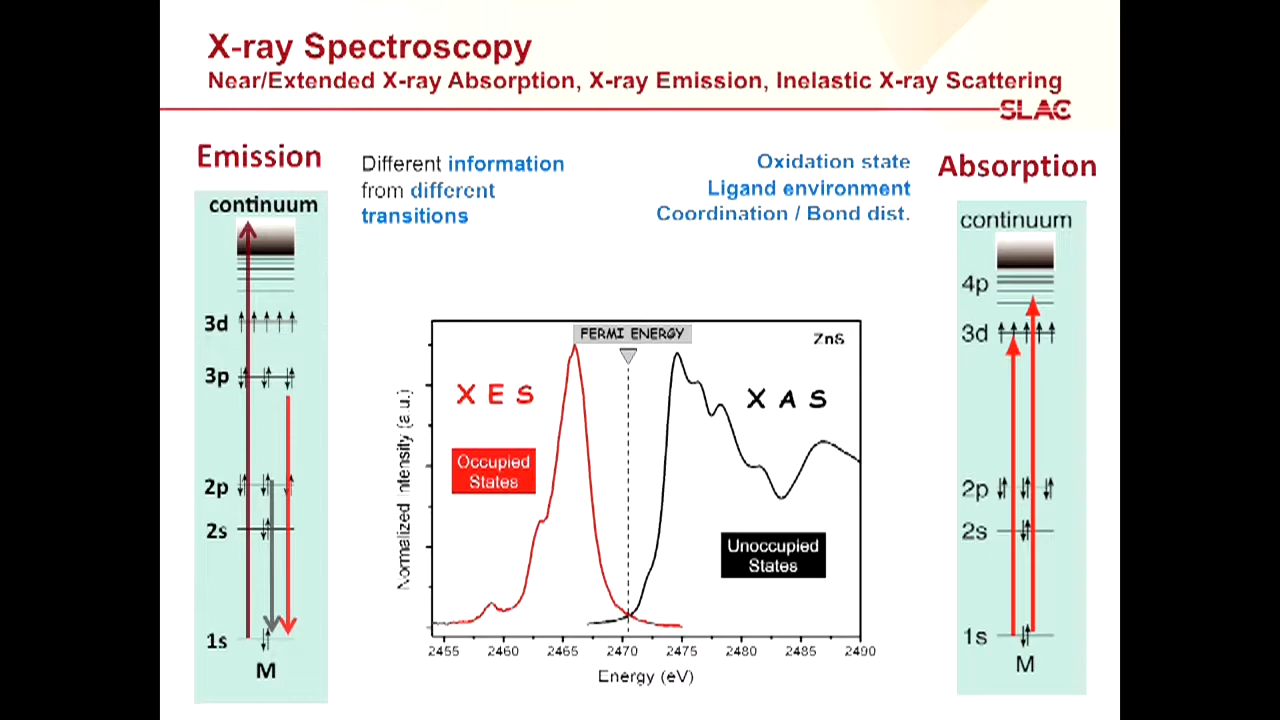 X-ray Spectroscopy
Near/Extended X-ray Absorption, X-ray Emission, Inelastic X-ray Scattering
SLAC
Emission
continuum
3d
3p
2p
2s
1s
M
Different information
from different
transitions
Oxidation state
Ligand environment
Coordination / Bond dist.
FERMI ENERGY
ZnS
XES
XAS
Occupied
States
Unoccupied
States
Normalized Intensity (a.u.)
2455 2460 2465 2470 2475 2480 2485 2490
Energy (eV)
Absorption
continuum
4p
3d
2p
2s
1s
M